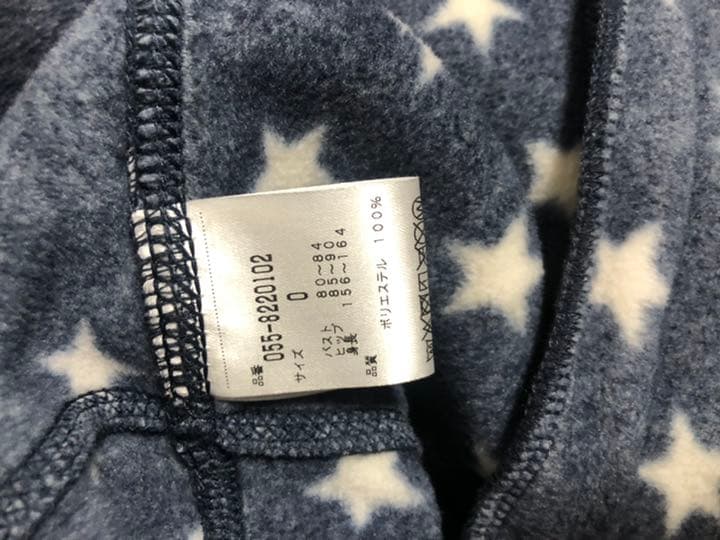 品番 055-8220102
サイズ 0
バスト 80～84
ヒップ 85～90
身長 156～164
品質 ポリエステル 100%